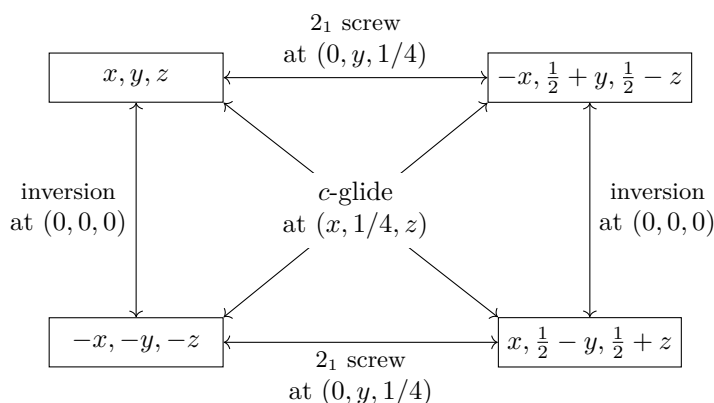 2₁ screw
at (0, y, 1/4)
x, y, z
−x, ½ + y, ½ − z
inversion
at (0, 0, 0)
c-glide
at (x, 1/4, z)
inversion
at (0, 0, 0)
−x, −y, −z
x, ½ − y, ½ + z
2₁ screw
at (0, y, 1/4)